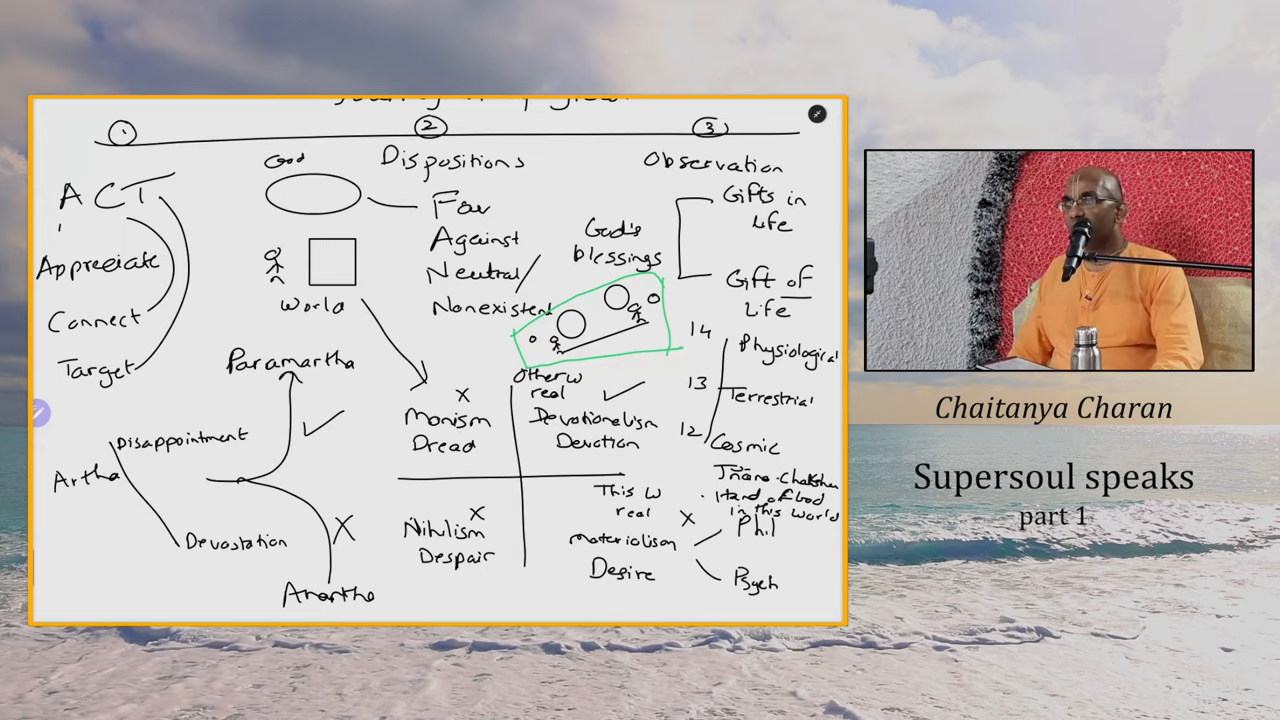 1
2
3
ACT
Appreciate
Connect
Target
God
World
Dispositions
For
Against
Neutral/
Nonexistent
Observation
Gifts in
Life
Gift of
Life
God's
blessings
14
13
12
Physiological
Terrestrial
Cosmic
Hand of God
in this world
Paramartha
Disappointment
Artha
Devastation
Anartha
x
Monism
Dread
Otherw
real
Devotionalism
Devotion
x
Nihilism
Despair
This w
real
x
materialism
Desire
Phil
Psych
Chaitanya Charan
Supersoul speaks
part 1